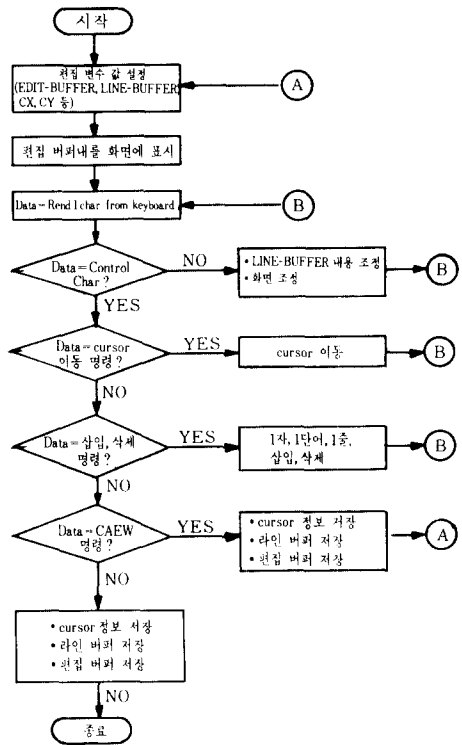 시작
편집 변수 값 설정
(EDIT-BUFFER, LINE-BUFFER
CX, CY 등)
A
편집 버퍼내를 화면에 표시
Data=Rend 1 char from keyboard
B
Data=Control
Char?
NO
• LINE-BUFFER 내용 조정
• 화면 조정
B
YES
Data=cursor
이동 명령?
YES
cursor 이동
B
NO
Data=삽입, 삭제
명령?
YES
1자, 1단어, 1줄,
삽입, 삭제
B
NO
Data=CAEW
명령?
YES
• cursor 정보 저장
• 라인 버퍼 저장
• 편집 버퍼 저장
A
NO
• cursor 정보 저장
• 라인 버퍼 저장
• 편집 버퍼 저장
NO
종료